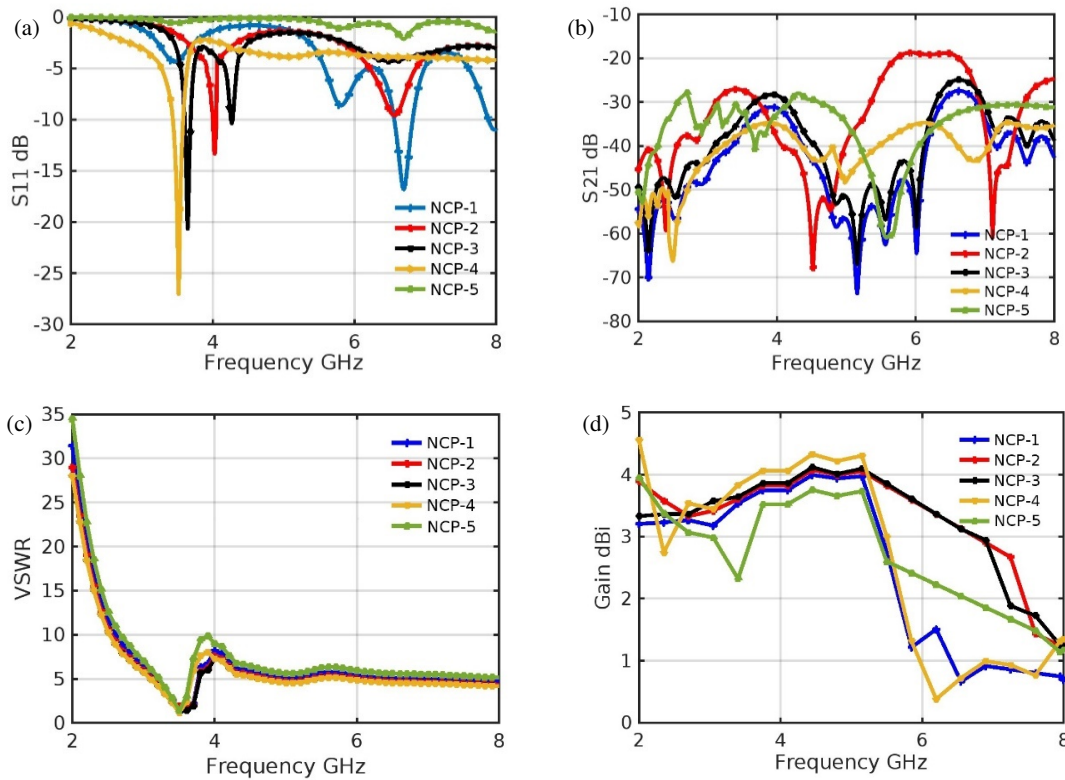 (a)
0
-5
-10
-15
-20
-25
-30
S11 dB
2
4
6
8
Frequency GHz
NCP-1
NCP-2
NCP-3
NCP-4
NCP-5
(b)
-10
-20
-30
-40
-50
-60
-70
-80
S21 dB
2
3
4
5
6
7
8
Frequency GHz
NCP-1
NCP-2
NCP-3
NCP-4
NCP-5
(c)
35
30
25
20
15
10
5
0
VSWR
2
4
6
8
Frequency GHz
NCP-1
NCP-2
NCP-3
NCP-4
NCP-5
(d)
5
4
3
2
1
0
Gain dBi
2
4
6
8
Frequency GHz
NCP-1
NCP-2
NCP-3
NCP-4
NCP-5